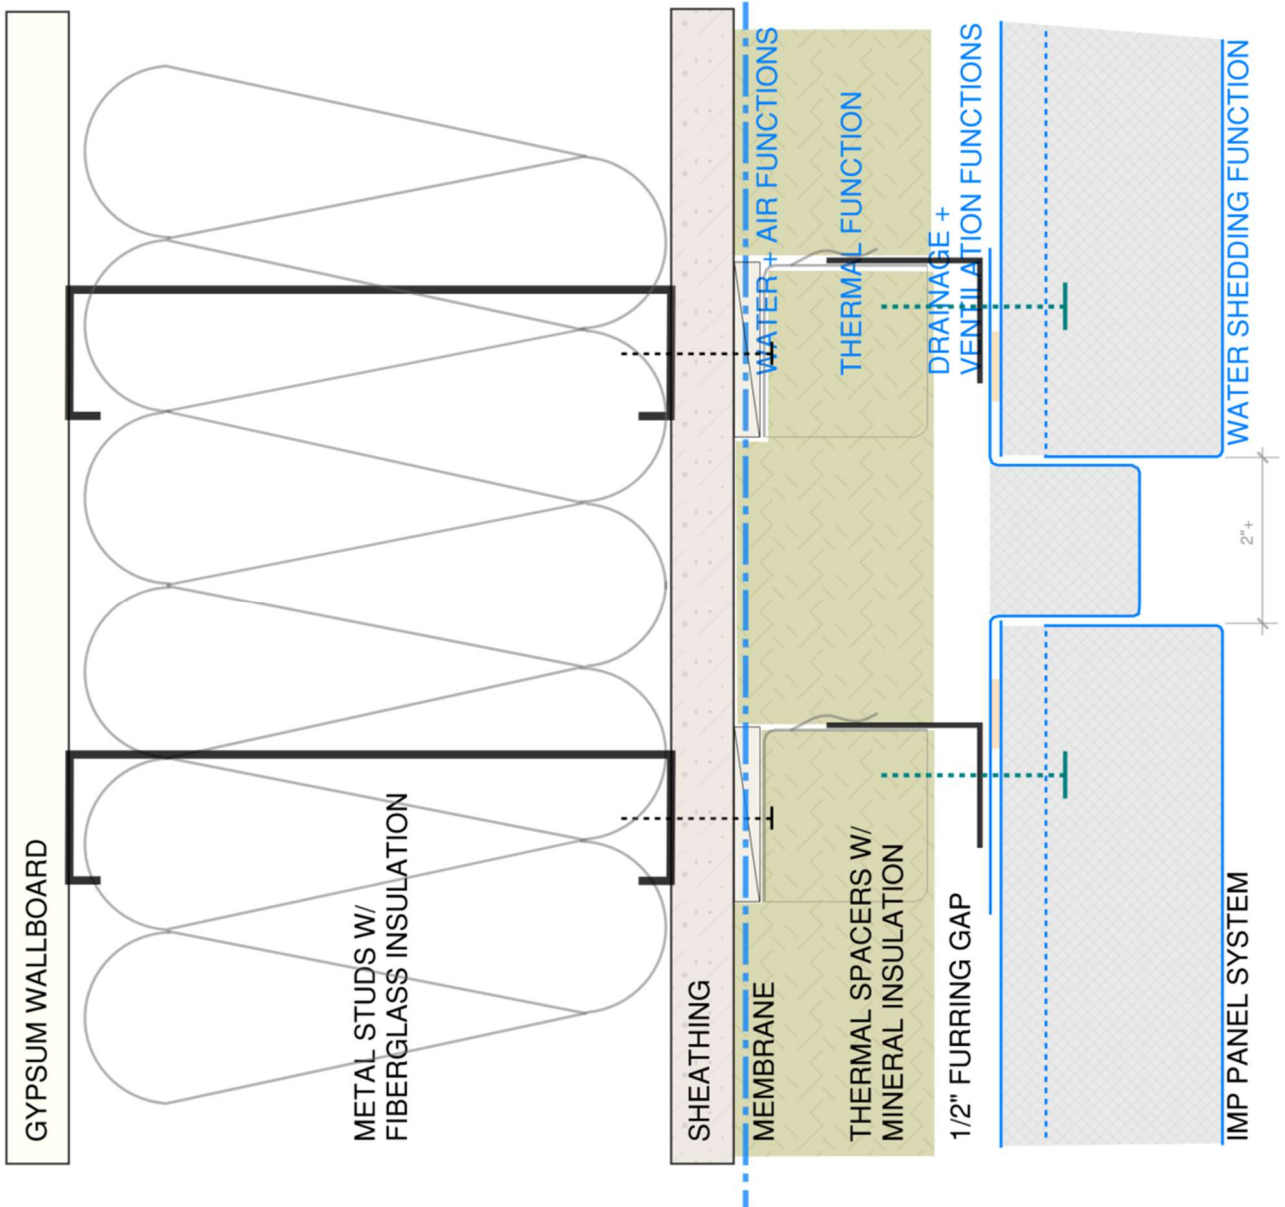 GYPSUM WALLBOARD
METAL STUDS W/
FIBERGLASS INSULATION
SHEATHING
MEMBRANE
THERMAL SPACERS W/
MINERAL INSULATION
1/2" FURRING GAP
IMP PANEL SYSTEM
WATER + AIR FUNCTIONS
THERMAL FUNCTION
DRAINAGE +
VENTILATION FUNCTIONS
WATER SHEDDING FUNCTION
2"+